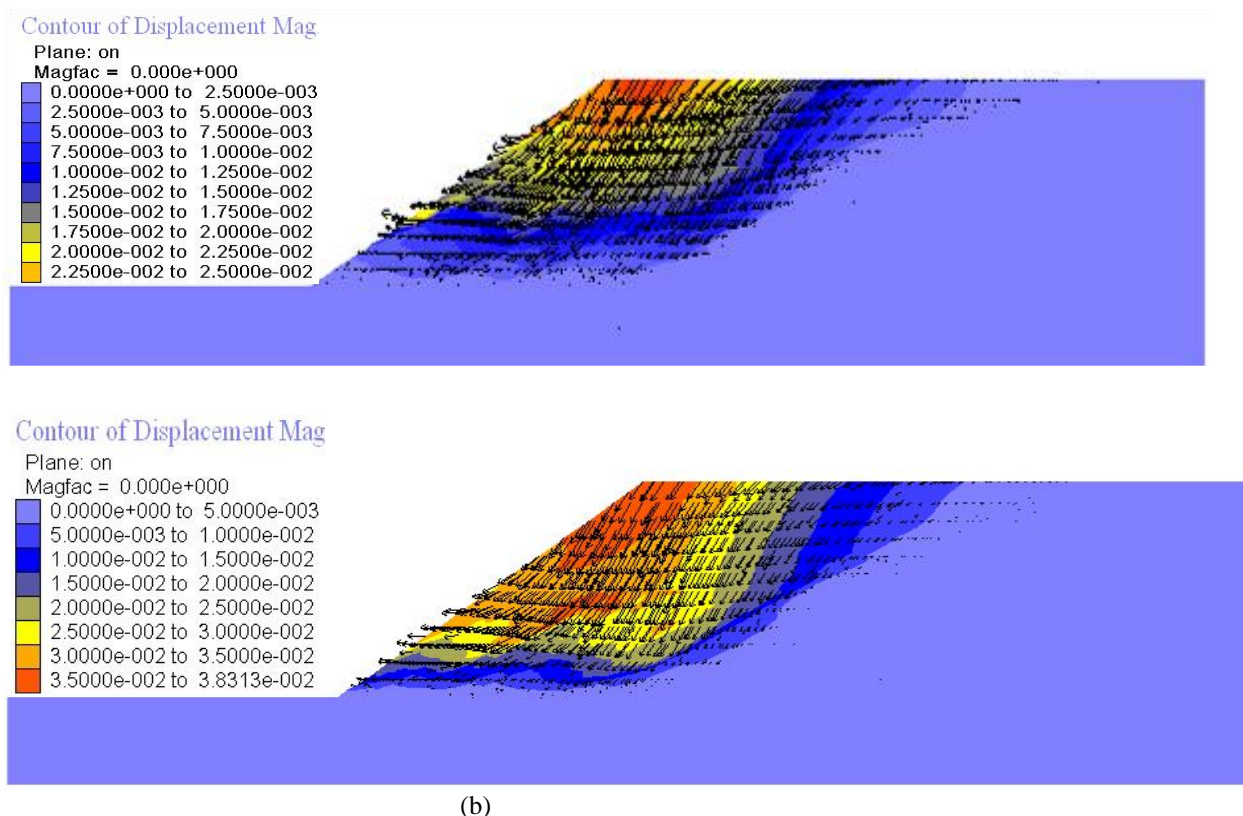 Contour of Displacement Mag.
Plane: on
Magfac = 0.000e+000
0.0000e+000 to 2.5000e-003
2.5000e-003 to 5.0000e-003
5.0000e-003 to 7.5000e-003
7.5000e-003 to 1.0000e-002
1.0000e-002 to 1.2500e-002
1.2500e-002 to 1.5000e-002
1.5000e-002 to 1.7500e-002
1.7500e-002 to 2.0000e-002
2.0000e-002 to 2.2500e-002
2.2500e-002 to 2.5000e-002
Contour of Displacement Mag
Plane: on
Magfac = 0.000e+000
0.0000e+000 to 5.0000e-003
5.0000e-003 to 1.0000e-002
1.0000e-002 to 1.5000e-002
1.5000e-002 to 2.0000e-002
2.0000e-002 to 2.5000e-002
2.5000e-002 to 3.0000e-002
3.0000e-002 to 3.5000e-002
3.5000e-002 to 3.8313e-002
(b)